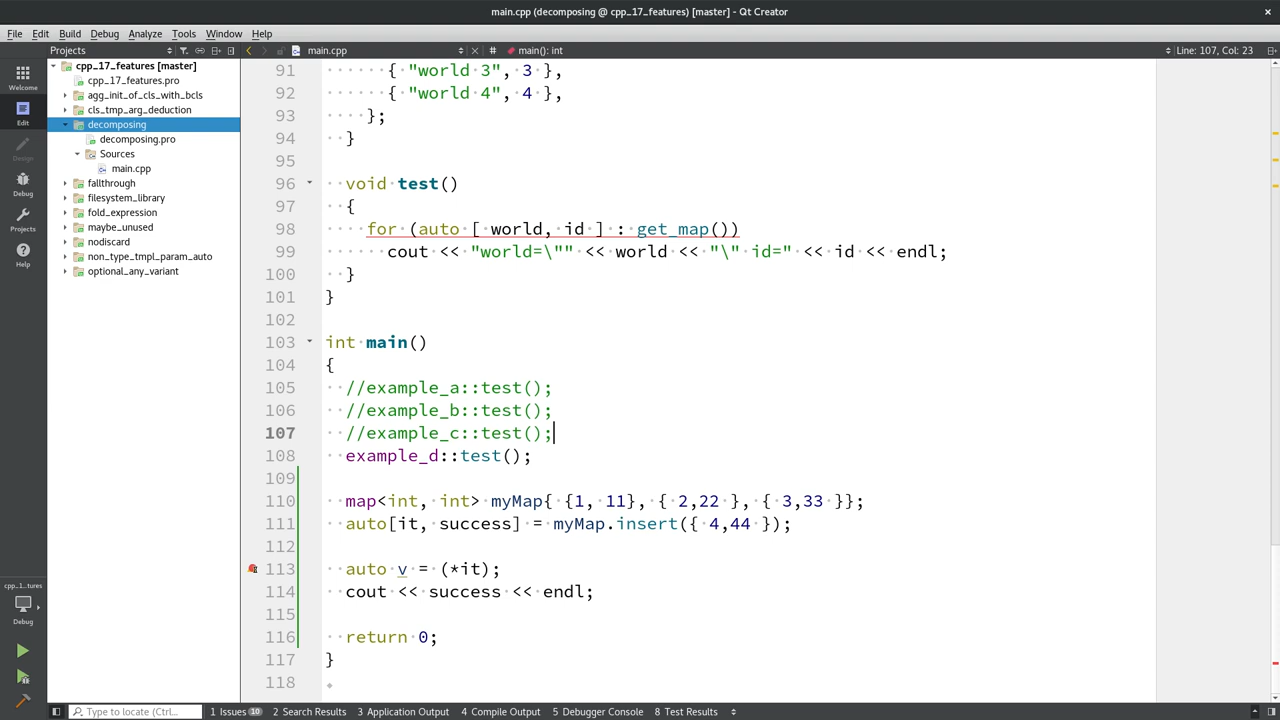 main.cpp (decomposing @ cpp_17_features) [master] - Qt Creator
File Edit Build Debug Analyze Tools Window Help
Projects main.cpp # main(): int Line: 107, Col: 23
Welcome
Edit
Design
Debug
Projects
Help
cpp_1...tures
Debug
cpp_17_features [master]
cpp_17_features.pro
agg_init_of_cls_with_bcls
cls_tmp_arg_deduction
decomposing
decomposing.pro
Sources
main.cpp
fallthrough
filesystem_library
fold_expression
maybe_unused
nodiscard
non_type_tmpl_param_auto
optional_any_variant
91 { "world 3", 3 },
92 { "world 4", 4 },
93 };
94 }
95
96 void test()
97 {
98 for (auto [ world, id ] : get_map())
99 cout << "world=\"" << world << "\" id=" << id << endl;
100 }
101 }
102
103 int main()
104 {
105 //example_a::test();
106 //example_b::test();
107 //example_c::test();
108 example_d::test();
109
110 map<int, int> myMap{ {1, 11}, { 2,22 }, { 3,33 }};
111 auto[it, success] = myMap.insert({ 4,44 });
112
113 auto v = (*it);
114 cout << success << endl;
115
116 return 0;
117 }
118
Type to locate (Ctrl... 1 Issues 10 2 Search Results 3 Application Output 4 Compile Output 5 Debugger Console 8 Test Results